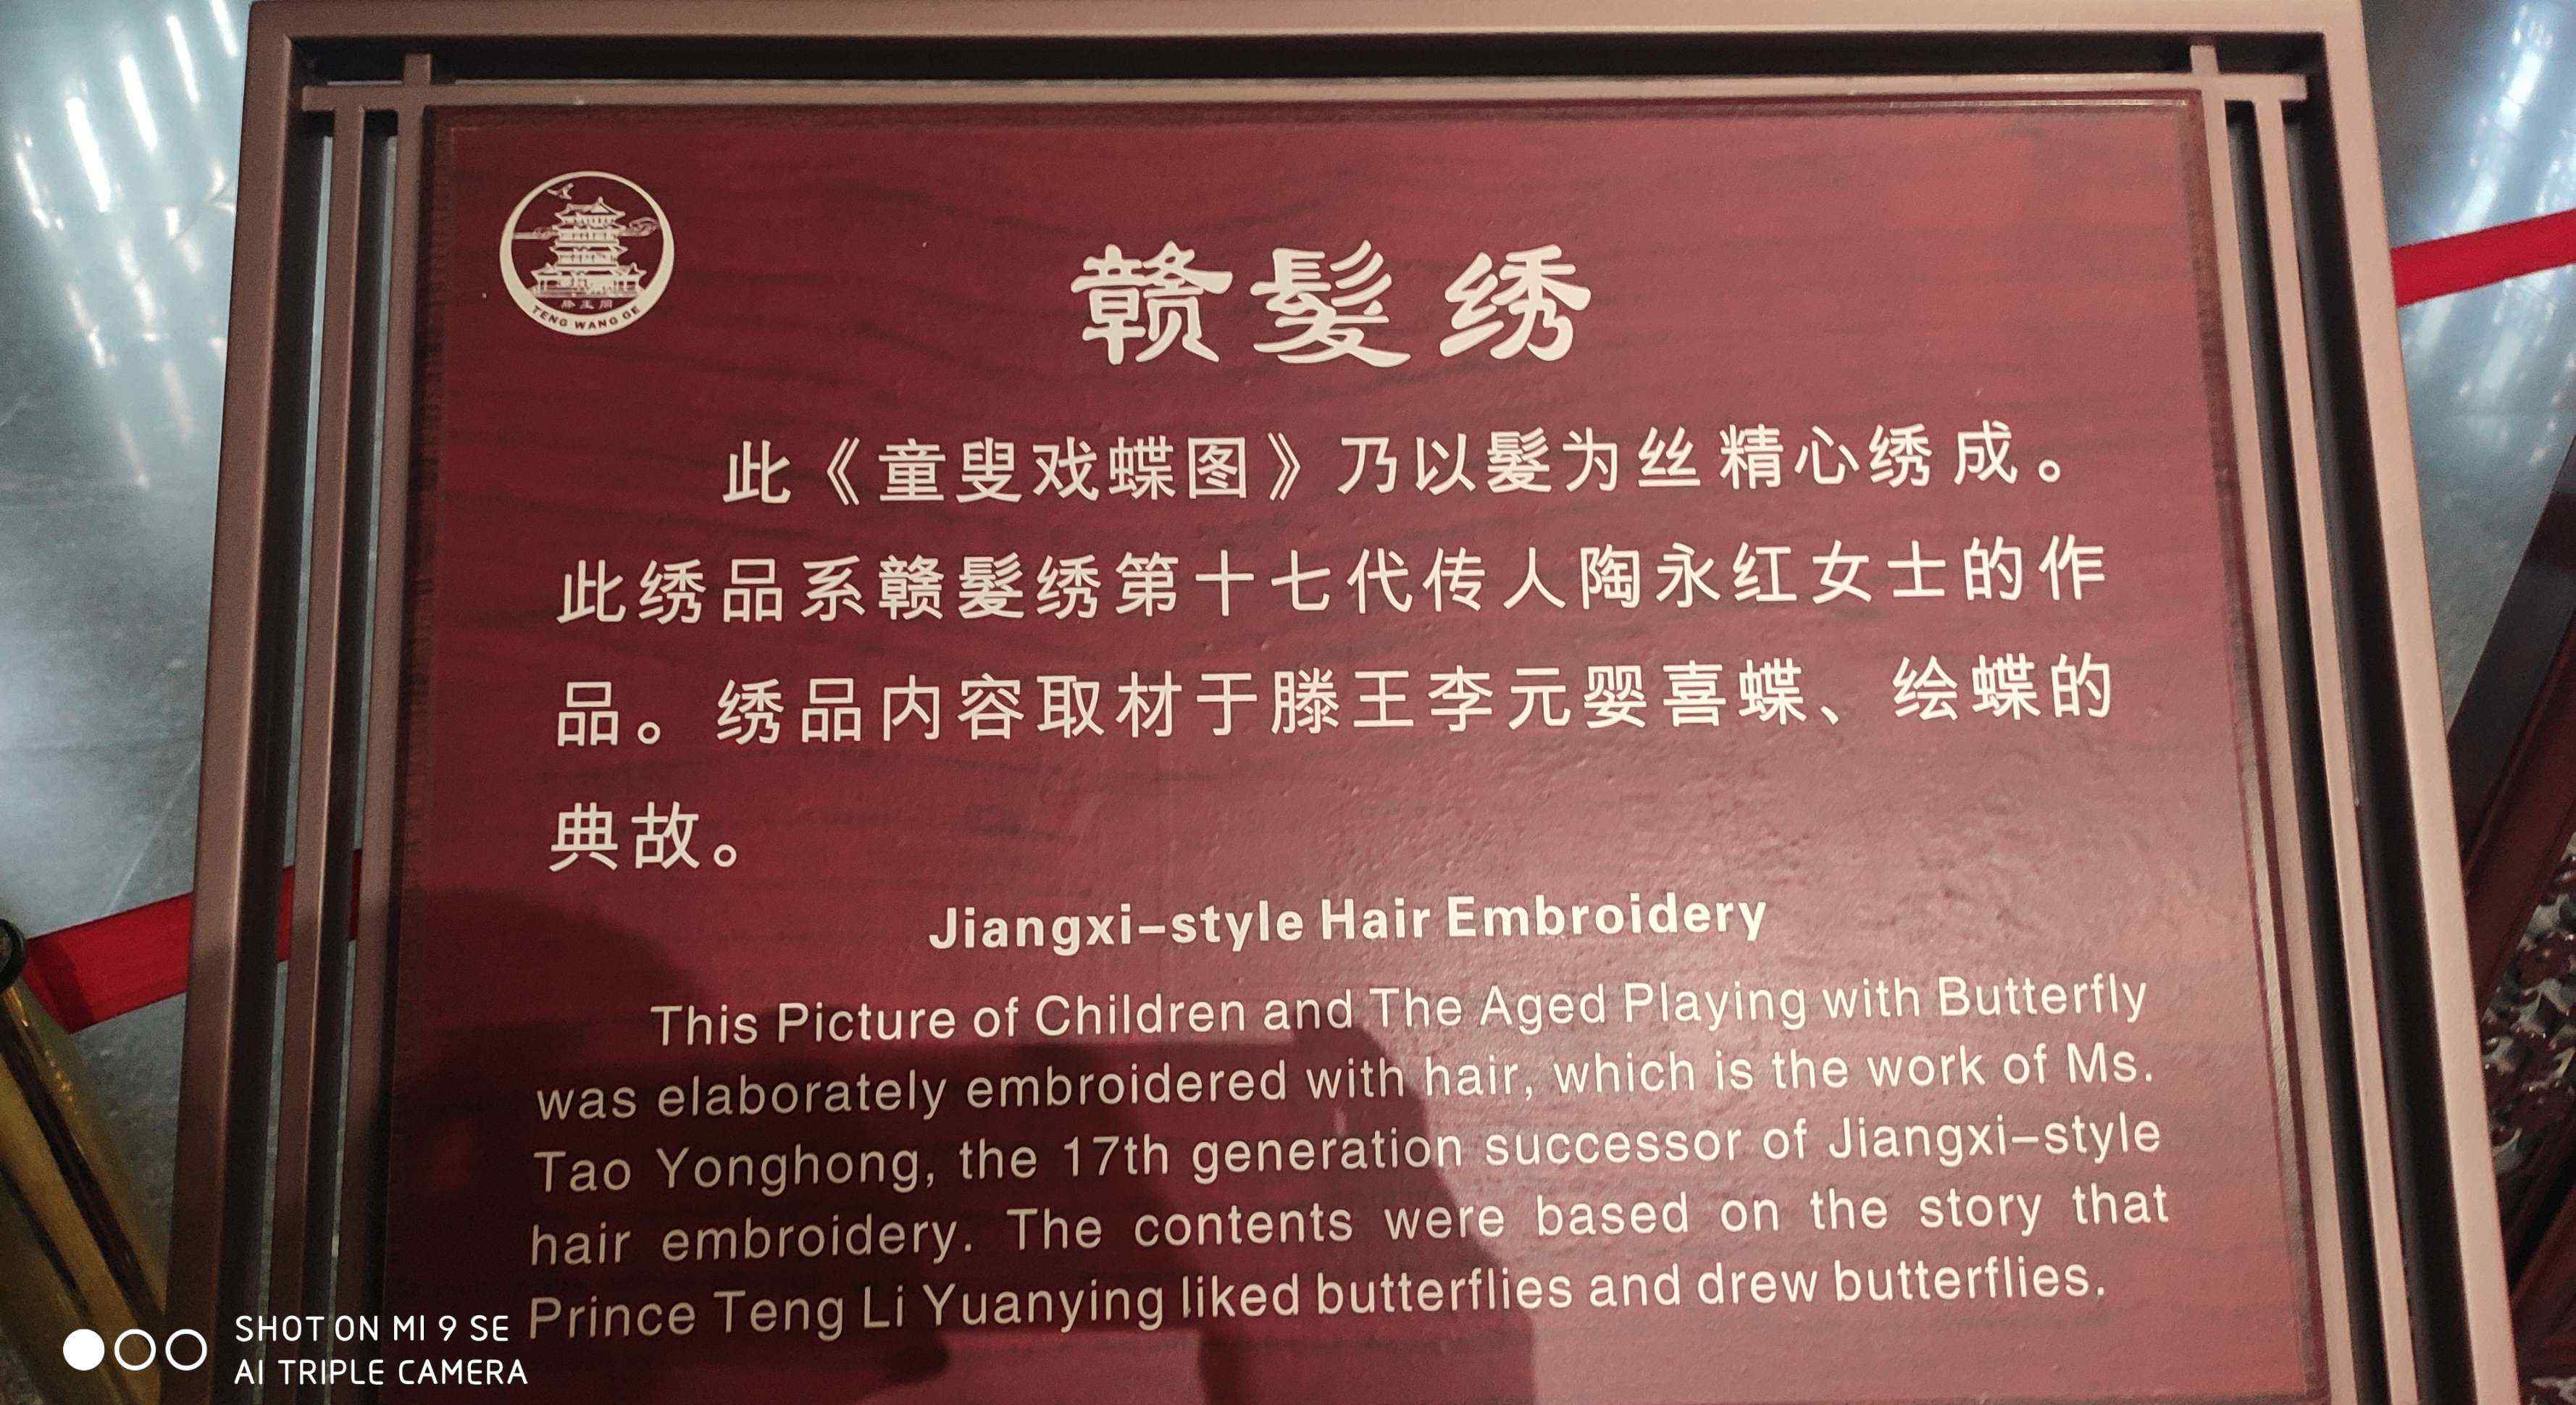 滕王阁
TENG WANG GE
赣髮绣
此《童叟戏蝶图》乃以髮为丝精心绣成。
此绣品系赣髮绣第十七代传人陶永红女士的作
品。绣品内容取材于滕王李元婴喜蝶、绘蝶的
典故。
Jiangxi-style Hair Embroidery
This Picture of Children and The Aged Playing with Butterfly
was elaborately embroidered with hair, which is the work of Ms.
Tao Yonghong, the 17th generation successor of Jiangxi-style
hair embroidery. The contents were based on the story that
Prince Teng Li Yuanying liked butterflies and drew butterflies.
SHOT ON MI 9 SE
AI TRIPLE CAMERA